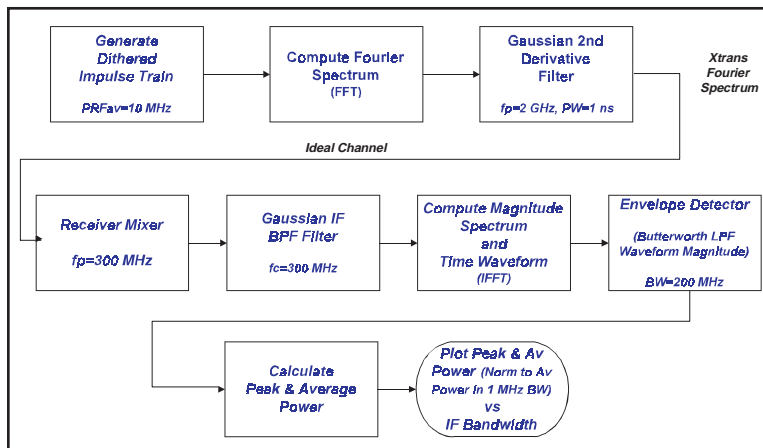 Generate
Dithered
Impulse Train
PRFav=10 MHz
Compute Fourier
Spectrum
(FFT)
Gaussian 2nd
Derivative
Filter
fp=2 GHz, PW=1 ns
Xtrans
Fourier
Spectrum
Ideal Channel
Receiver Mixer
fp=300 MHz
Gaussian IF
BPF Filter
fc=300 MHz
Compute Magnitude
Spectrum
and
Time Waveform
(IFFT)
Envelope Detector
(Butterworth LPF
Waveform Magnitude)
BW=200 MHz
Calculate
Peak & Average
Power
Plot Peak & Av
Power (Norm to Av
Power in 1 MHz BW)
vs
IF Bandwidth